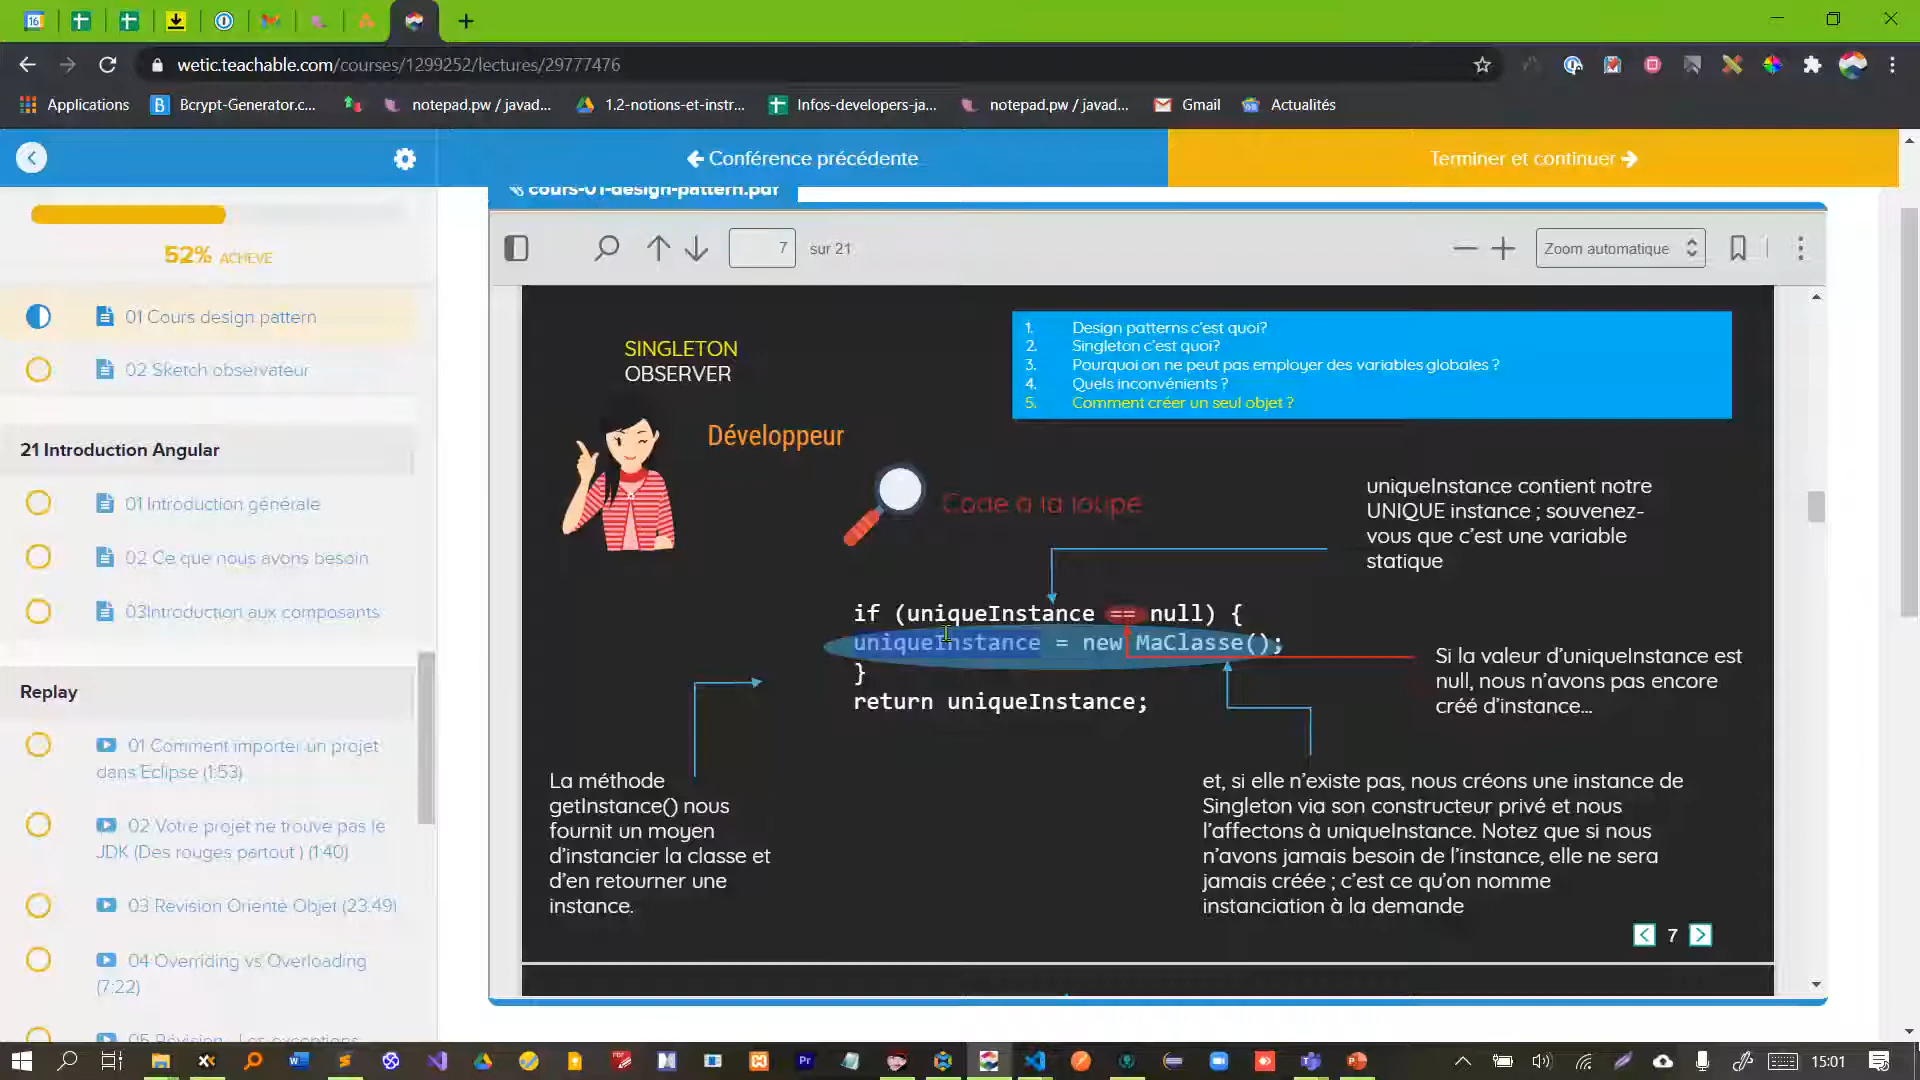 wetic.teachable.com/courses/1299252/lectures/29777476
Applications
Bcrypt-Generator.c...
notepad.pw / javad...
1.2-notions-et-instr...
Infos-developers-ja...
notepad.pw / javad...
Gmail
Actualités
Conférence précédente
Terminer et continuer
cours-01-design-pattern.pdf
52% ACHEVÉ
01 Cours design pattern
02 Sketch observateur
21 Introduction Angular
01 Introduction générale
02 Ce que nous avons besoin
03Introduction aux composants
Replay
01 Comment importer un projet
dans Eclipse (1:53)
02 Votre projet ne trouve pas le
JDK (Des rouges partout ) (1:40)
03 Révision Orienté Objet (23:49)
04 Overriding vs Overloading
(7:22)
7
sur 21
Zoom automatique
SINGLETON
OBSERVER
1. Design patterns c'est quoi?
2. Singleton c'est quoi?
3. Pourquoi on ne peut pas employer des variables globales ?
4. Quels inconvénients ?
5. Comment créer un seul objet ?
Développeur
Code à la loupe
uniqueInstance contient notre
UNIQUE instance ; souvenez-
vous que c'est une variable
statique
if (uniqueInstance == null) {
uniqueInstance = new MaClasse();
}
return uniqueInstance;
Si la valeur d'uniqueInstance est
null, nous n'avons pas encore
créé d'instance...
La méthode
getInstance() nous
fournit un moyen
d'instancier la classe et
d'en retourner une
instance.
et, si elle n'existe pas, nous créons une instance de
Singleton via son constructeur privé et nous
l'affectons à uniqueInstance. Notez que si nous
n'avons jamais besoin de l'instance, elle ne sera
jamais créée ; c'est ce qu'on nomme
instanciation à la demande
7
15:01